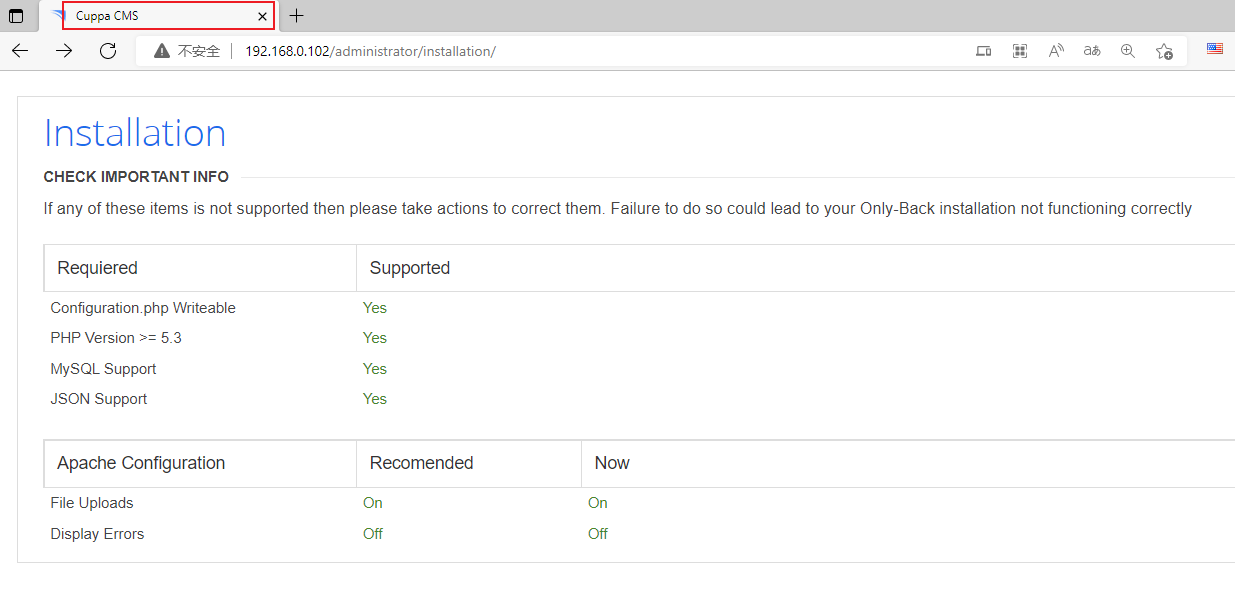 Cuppa CMS
不安全 192.168.0.102/administrator/installation/
Installation
CHECK IMPORTANT INFO
If any of these items is not supported then please take actions to correct them. Failure to do so could lead to your Only-Back installation not functioning correctly
Requiered Supported
Configuration.php Writeable Yes
PHP Version >= 5.3 Yes
MySQL Support Yes
JSON Support Yes
Apache Configuration Recomended Now
File Uploads On On
Display Errors Off Off